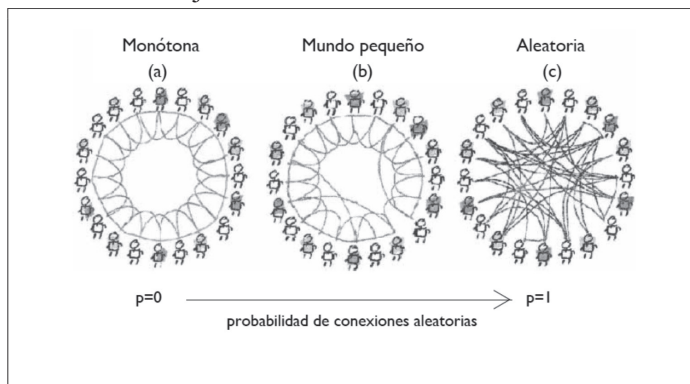 Monótona
Mundo pequeño
Aleatoria
(a)
(b)
(c)
p=0
p=1
probabilidad de conexiones aleatorias